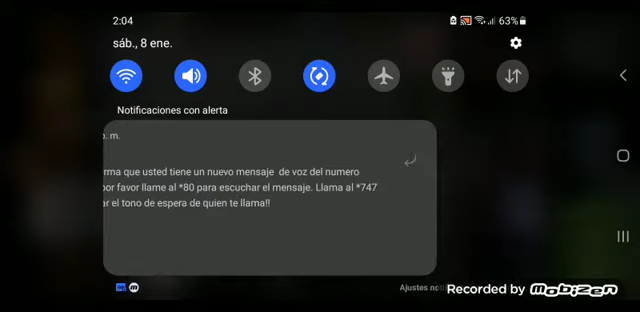 2:04
63%
sáb., 8 ene.
Notificaciones con alerta
. m.
rma que usted tiene un nuevo mensaje de voz del numero
por favor llame al *80 para escuchar el mensaje. Llama al *747
ar el tono de espera de quien te llama!!
Ajustes noti
Recorded by MOBIZEN